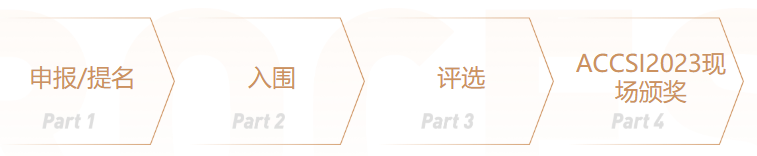 申报/提名
Part 1
入围
Part 2
评选
Part 3
ACCSI2023现
场颁奖
Part 4